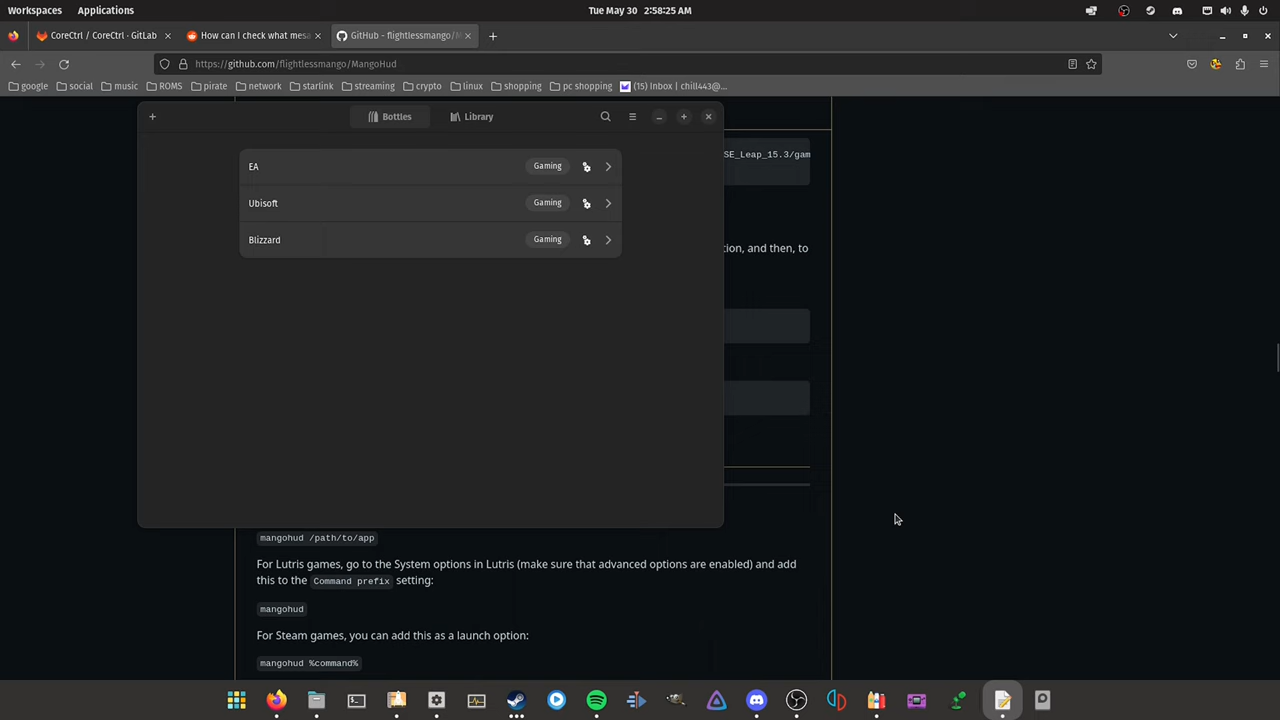 Workspaces Applications Tue May 30 2:58:25 AM
CoreCtrl / CoreCtrl · GitLab How can I check what mesa GitHub - flightlessmango/M
https://github.com/flightlessmango/MangoHud
google social music ROMS pirate network starlink streaming crypto linux shopping pc shopping (15) Inbox | chill443@...
Bottles Library
SE_Leap_15.3/gam
EA Gaming
Ubisoft Gaming
Blizzard Gaming
tion, and then, to
mangohud /path/to/app
For Lutris games, go to the System options in Lutris (make sure that advanced options are enabled) and add
this to the Command prefix setting:
mangohud
For Steam games, you can add this as a launch option:
mangohud %command%